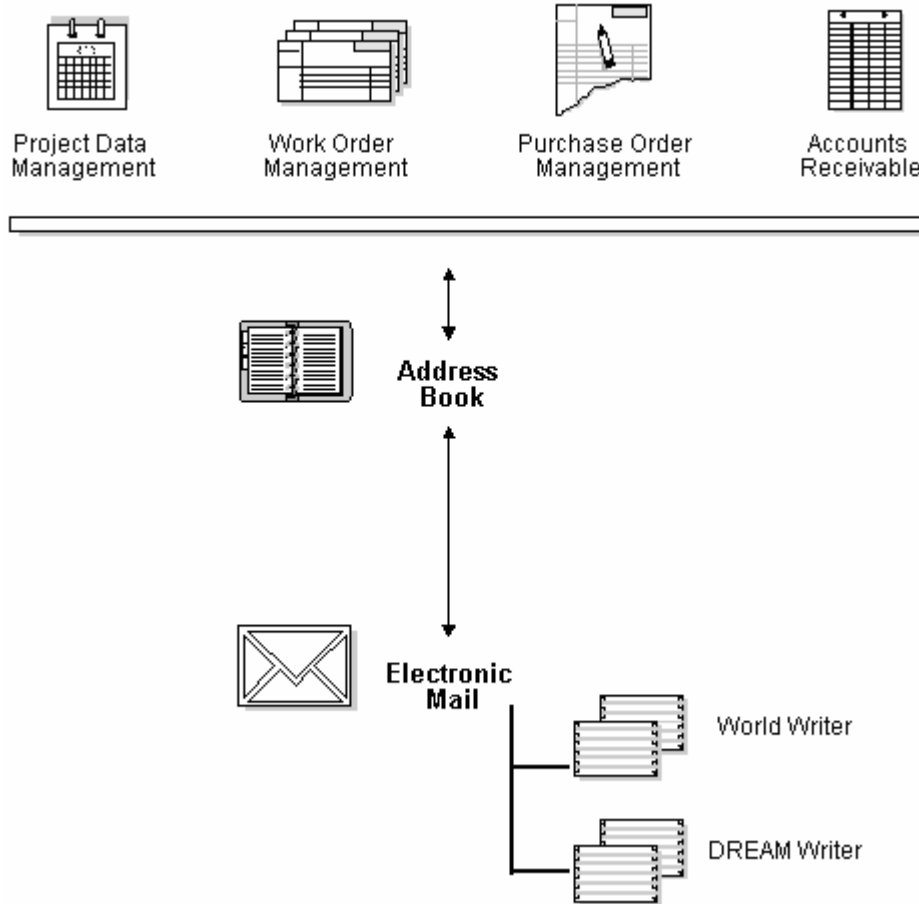 Project Data
Management
Work Order
Management
Purchase Order
Management
Accounts
Receivable
Address
Book
Electronic
Mail
World Writer
DREAM Writer